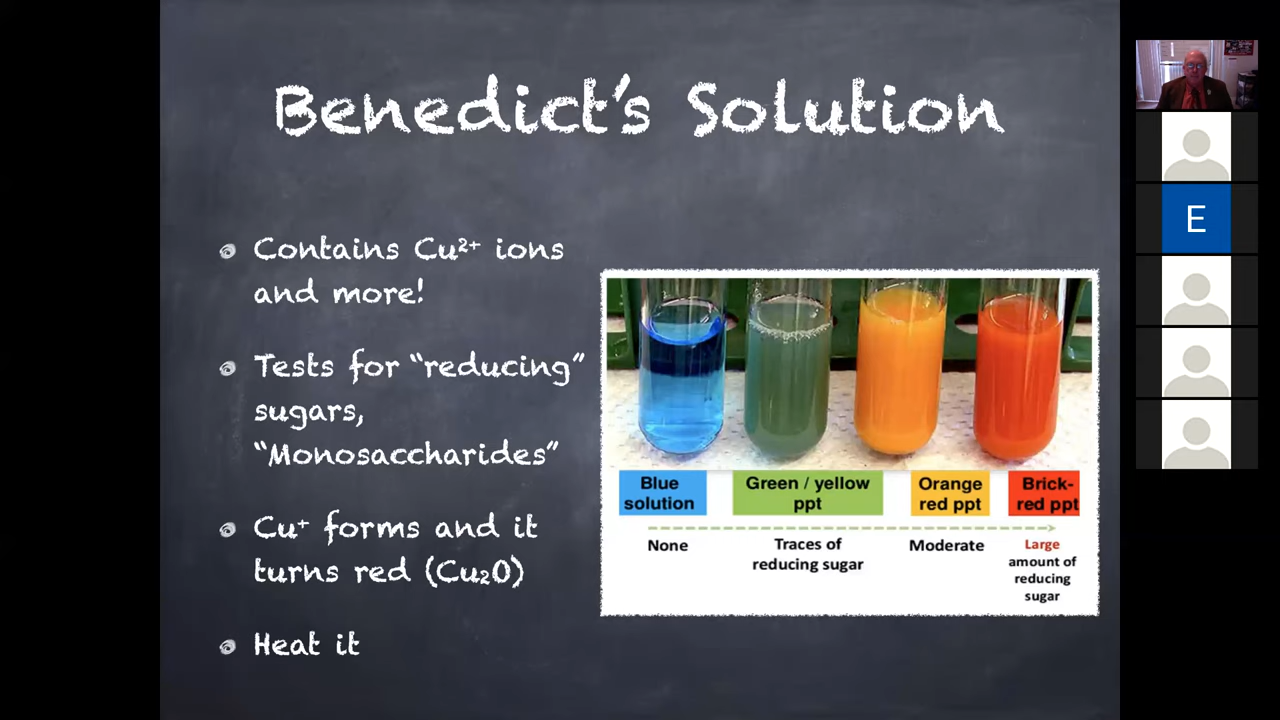 Benedict's Solution
Contains Cu²⁺ ions
and more!
Tests for "reducing"
sugars,
"Monosaccharides"
Cu⁺ forms and it
turns red (Cu₂O)
Heat it
Blue
solution
Green / yellow
ppt
Orange
red ppt
Brick-
red ppt
None
Traces of
reducing sugar
Moderate
Large
amount of
reducing
sugar
E